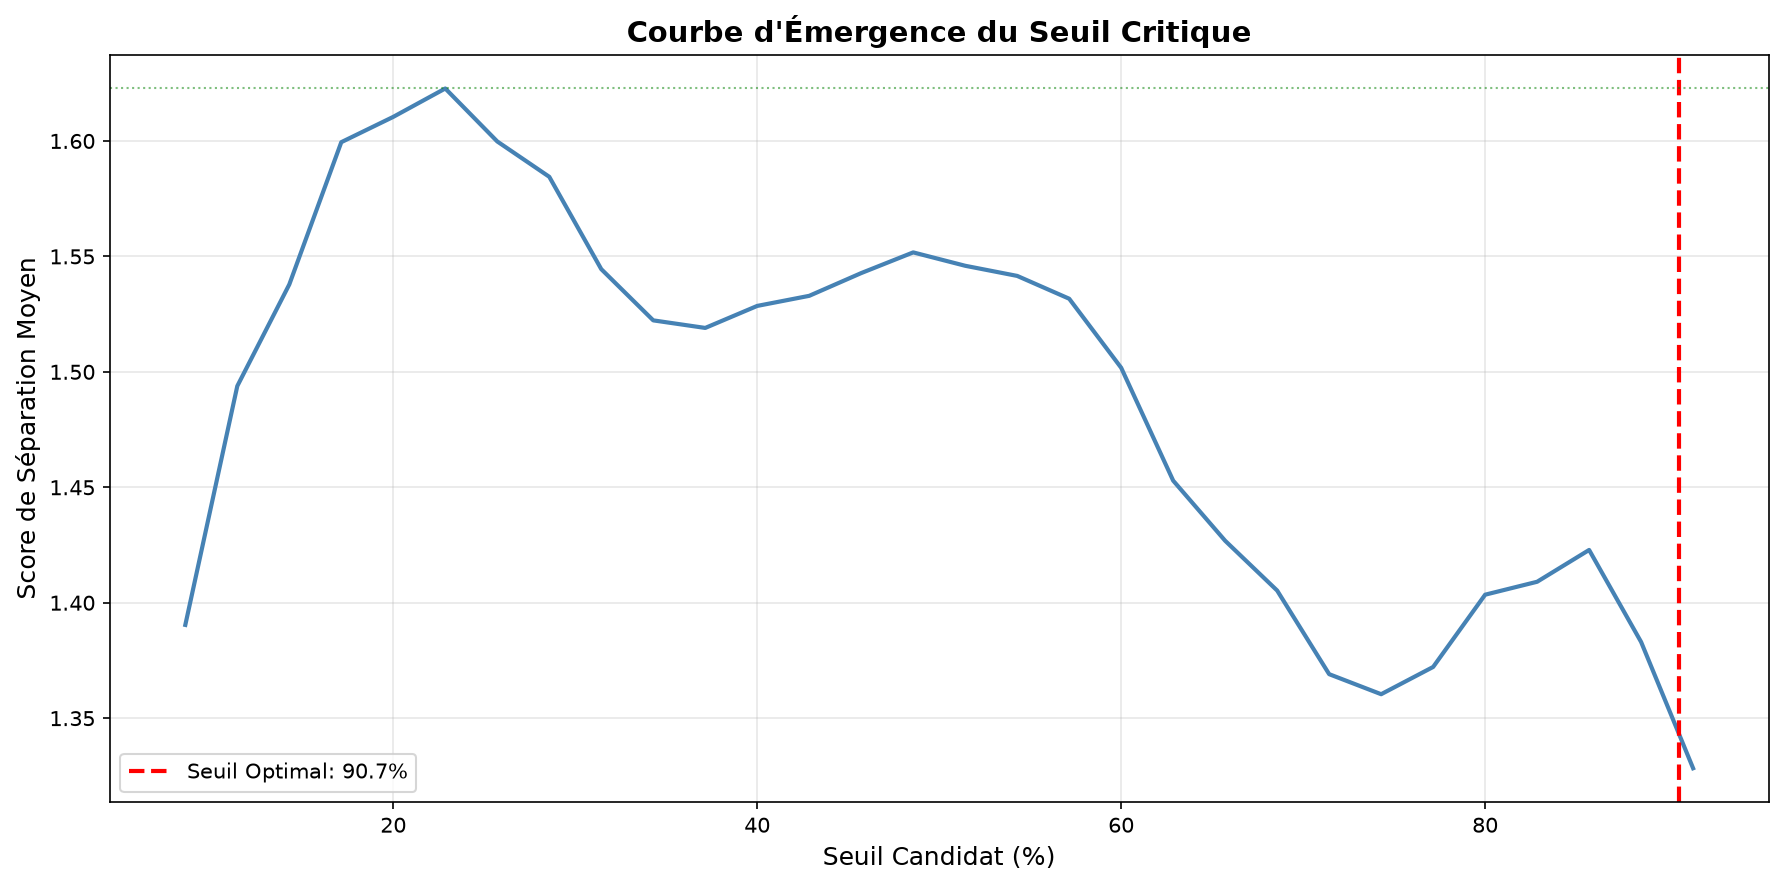 Courbe d'Émergence du Seuil Critique
Score de Séparation Moyen
1.60
1.55
1.50
1.45
1.40
1.35
Seuil Optimal: 90.7%
20
40
60
80
Seuil Candidat (%)